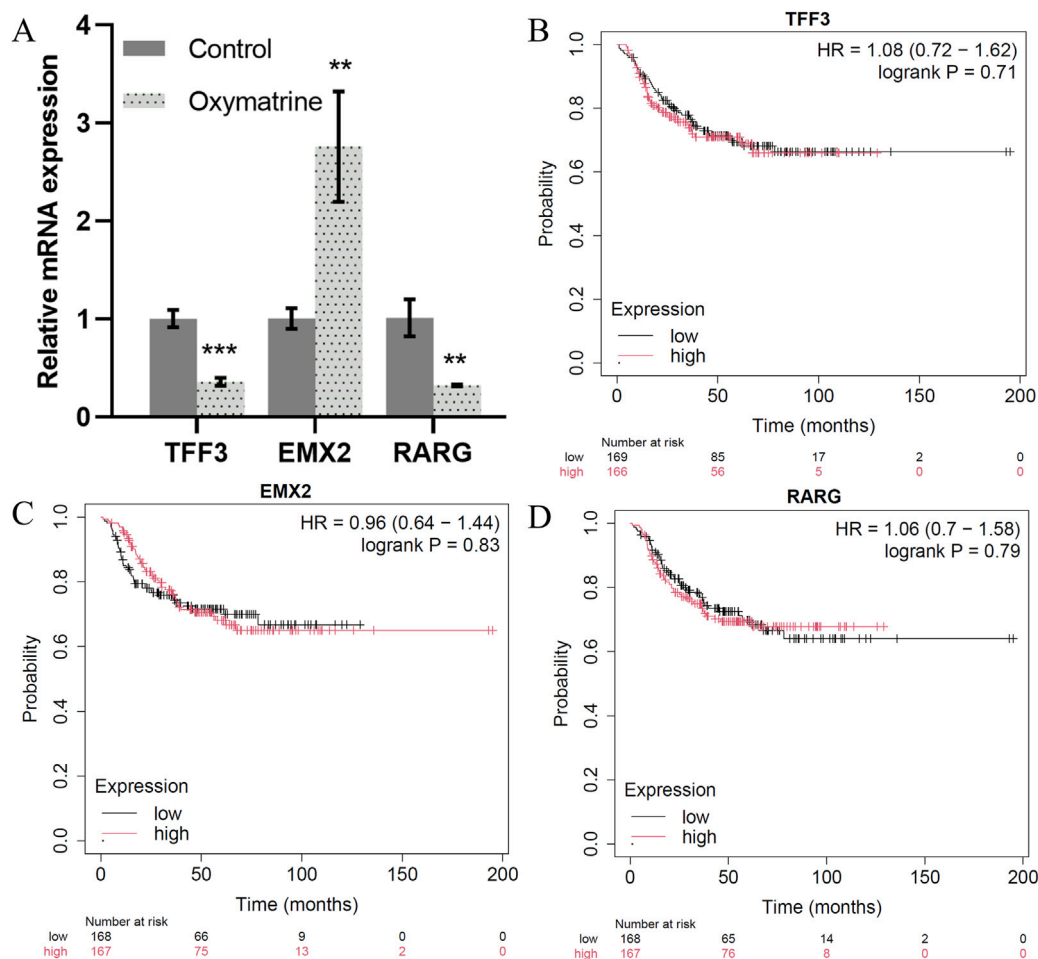 A
Relative mRNA expression
4
3
2
1
0
Control
Oxymatrine
***
**
**
TFF3 EMX2 RARG
B
TFF3
HR = 1.08 (0.72 − 1.62)
logrank P = 0.71
Probability
1.0
0.8
0.6
0.4
0.2
0.0
Expression
low
high
0 50 100 150 200
Time (months)
Number at risk
low 169 85 17 2 0
high 166 56 5 0 0
C
EMX2
HR = 0.96 (0.64 − 1.44)
logrank P = 0.83
Probability
1.0
0.8
0.6
0.4
0.2
0.0
Expression
low
high
0 50 100 150 200
Time (months)
Number at risk
low 168 66 9 0 0
high 167 75 13 2 0
D
RARG
HR = 1.06 (0.7 − 1.58)
logrank P = 0.79
Probability
1.0
0.8
0.6
0.4
0.2
0.0
Expression
low
high
0 50 100 150 200
Time (months)
Number at risk
low 168 65 14 2 0
high 167 76 8 0 0